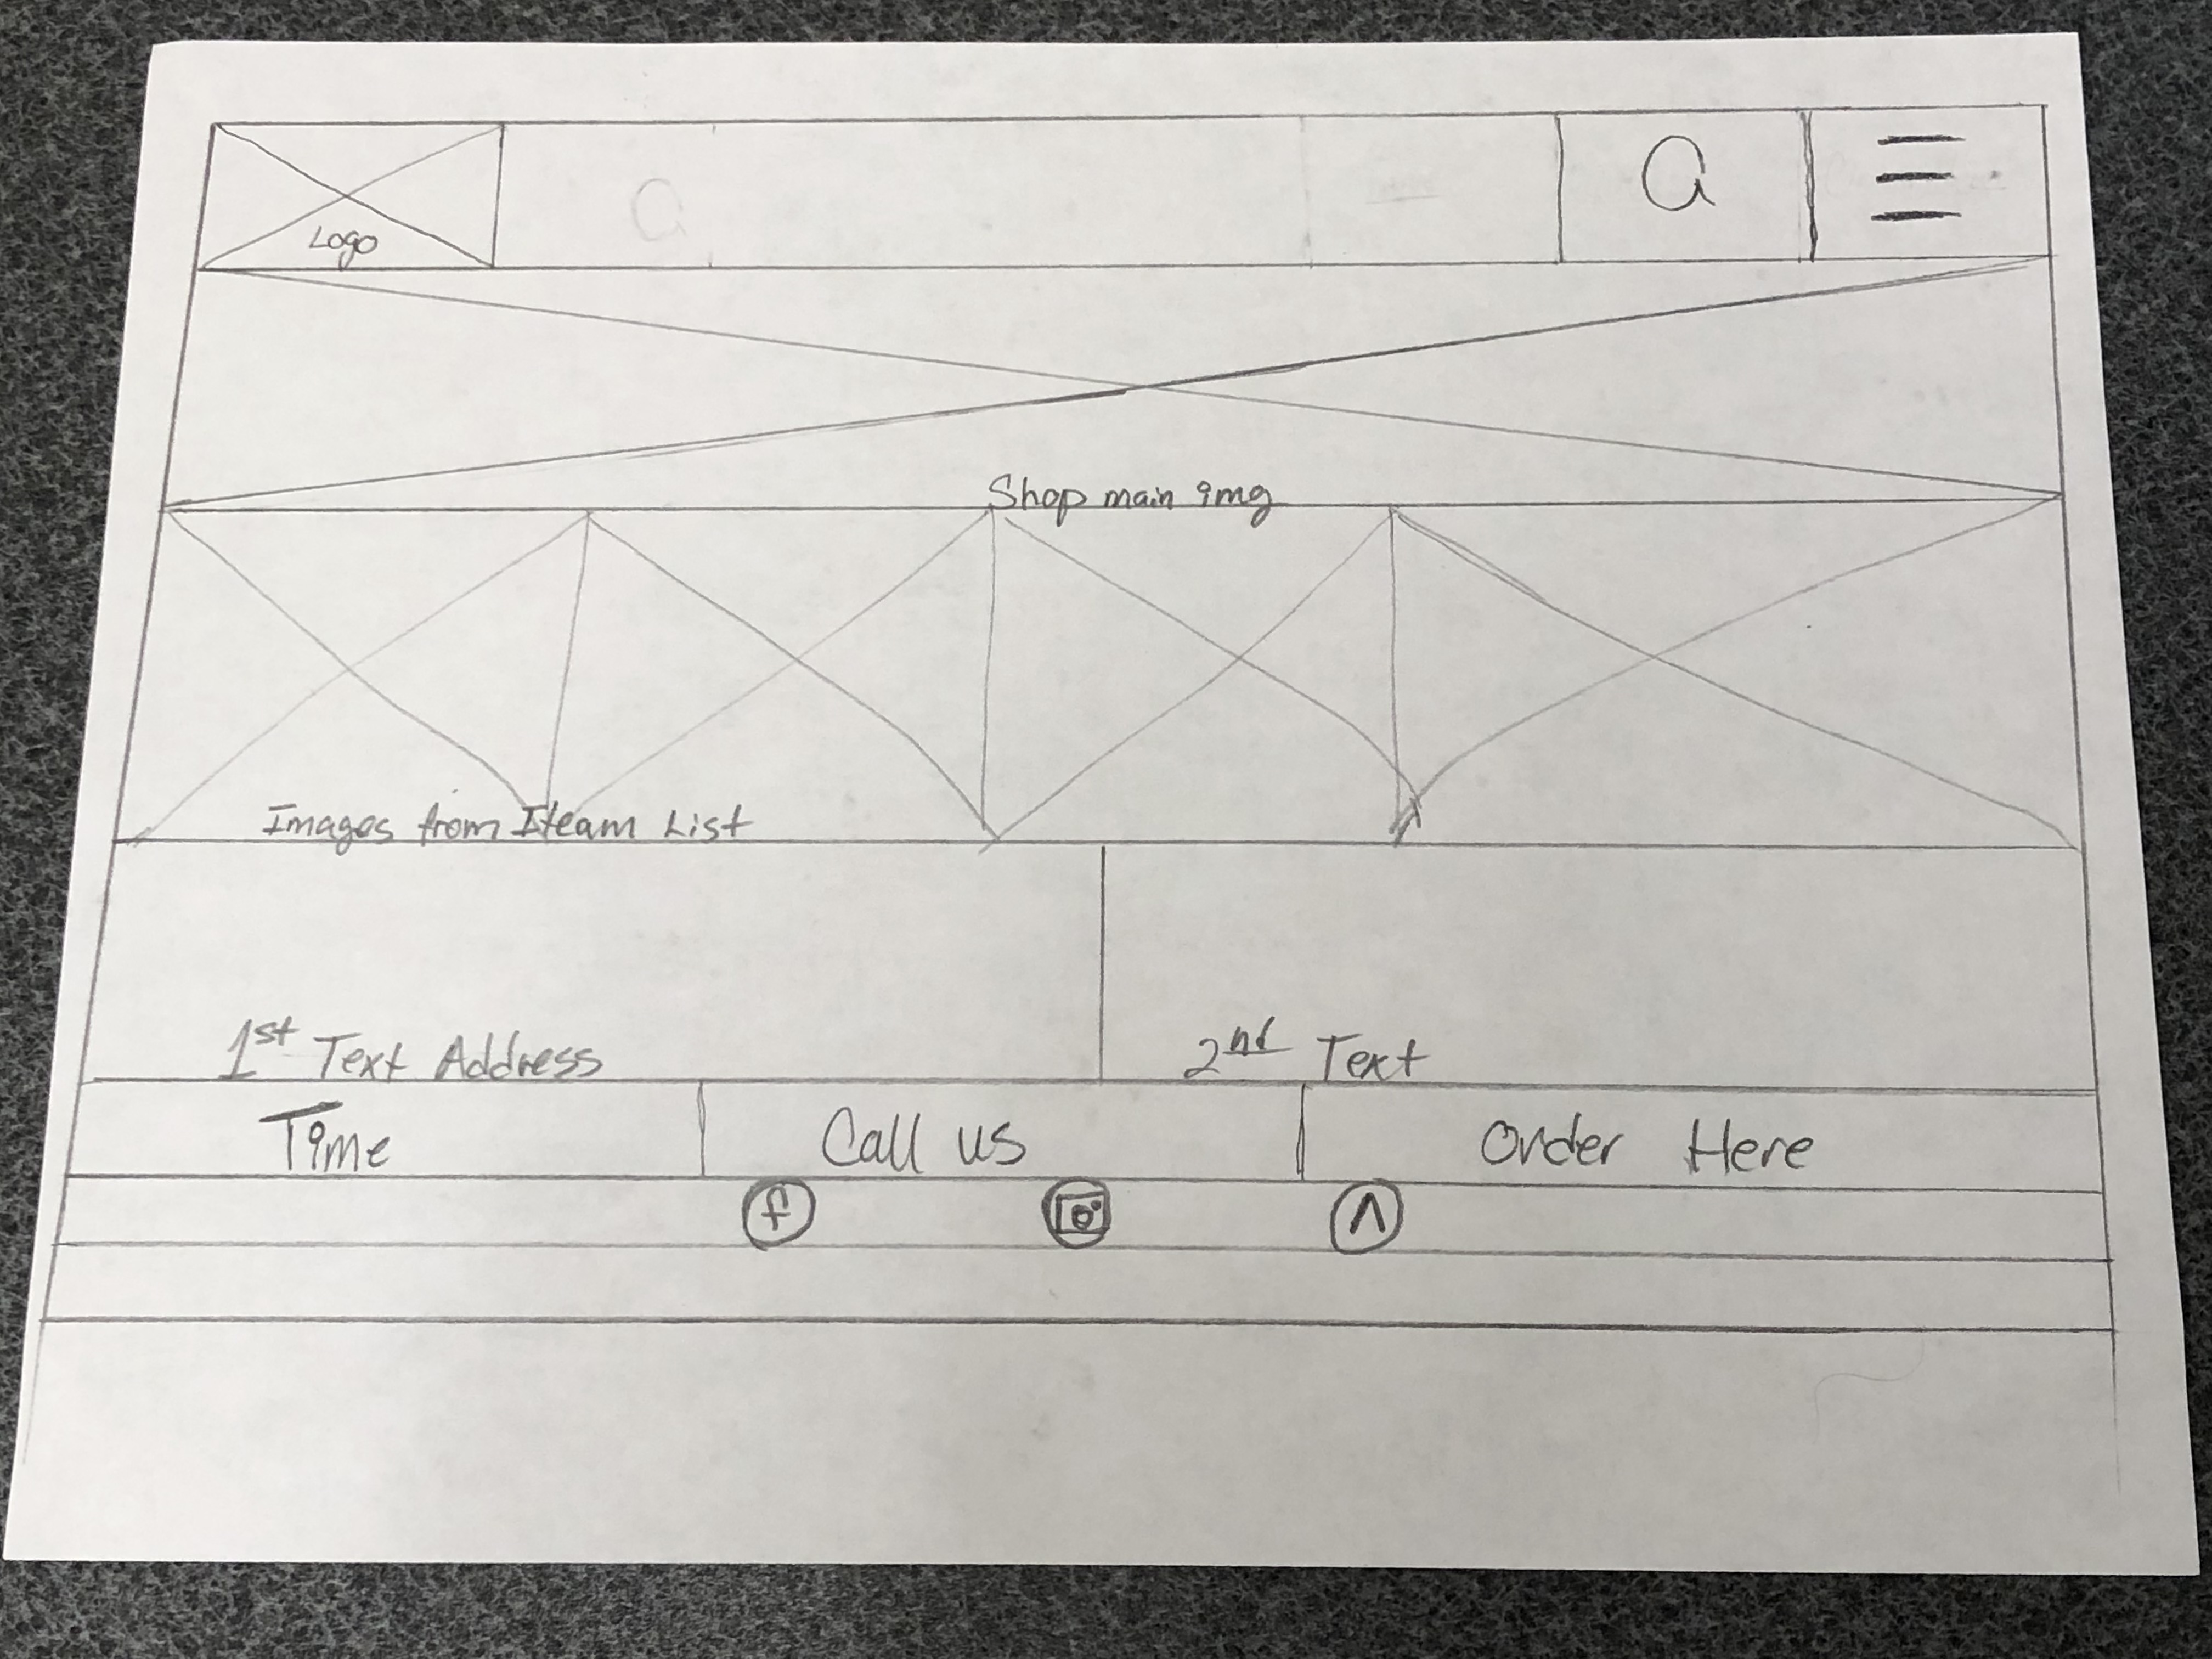 Logo
Shop main img
Images from Iteam List
1st Text Address
2nd Text
Time
Call us
Order Here
f